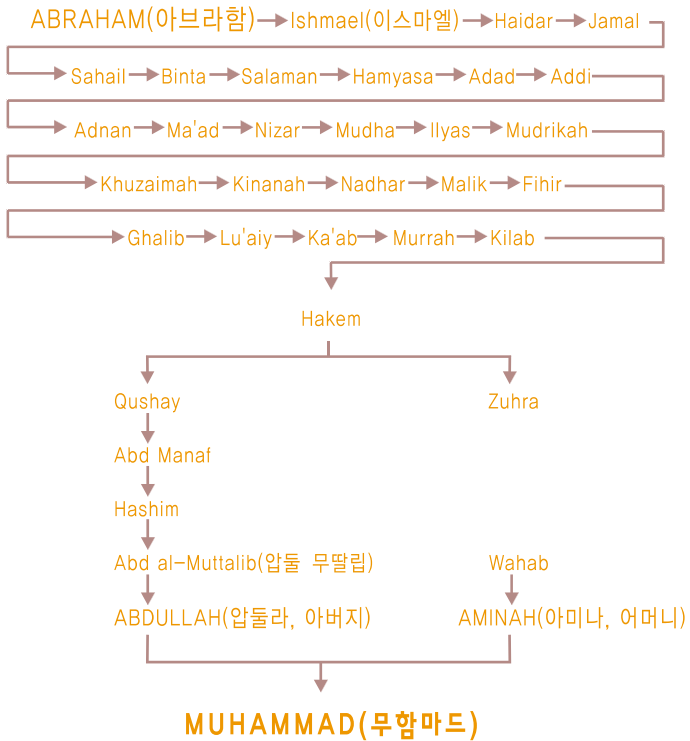 ABRAHAM(아브라함) Ishmael(이스마엘) Haidar Jamal
Sahail Binta Salaman Hamyasa Adad Addi
Adnan Ma'ad Nizar Mudha Ilyas Mudrikah
Khuzaimah Kinanah Nadhar Malik Fihir
Ghalib Lu'aiy Ka'ab Murrah Kilab
Hakem
Qushay Zuhra
Abd Manaf
Hashim
Abd al-Muttalib(압둘 무딸립) Wahab
ABDULLAH(압둘라, 아버지) AMINAH(아미나, 어머니)
MUHAMMAD(무함마드)